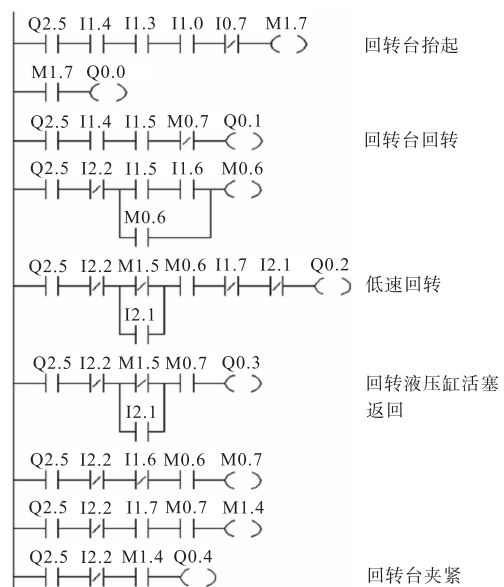 Q2.5 I1.4 I1.3 I1.0 I0.7 M1.7
回转台抬起
M1.7 Q0.0
Q2.5 I1.4 I1.5 M0.7 Q0.1
回转台回转
Q2.5 I2.2 I1.5 I1.6 M0.6
M0.6
Q2.5 I2.2 M1.5 M0.6 I1.7 I2.1 Q0.2
低速回转
I2.1
Q2.5 I2.2 M1.5 M0.7 Q0.3
回转液压缸活塞
返回
I2.1
Q2.5 I2.2 I1.6 M0.6 M0.7
Q2.5 I2.2 I1.7 M0.7 M1.4
Q2.5 I2.2 M1.4 Q0.4
回转台夹紧